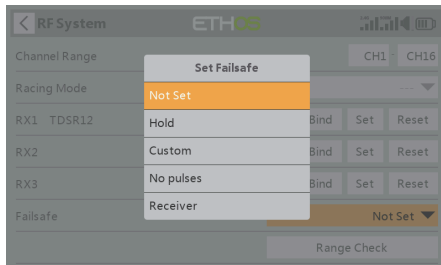 RF System
ETHOS
Channel Range CH1 - CH16
Set Failsafe
Racing Mode ---
Not Set
RX1 TDSR12 Bind Set Reset
Hold
RX2 Bind Set Reset
Custom
RX3 Bind Set Reset
No pulses
Receiver
Failsafe Not Set
Range Check